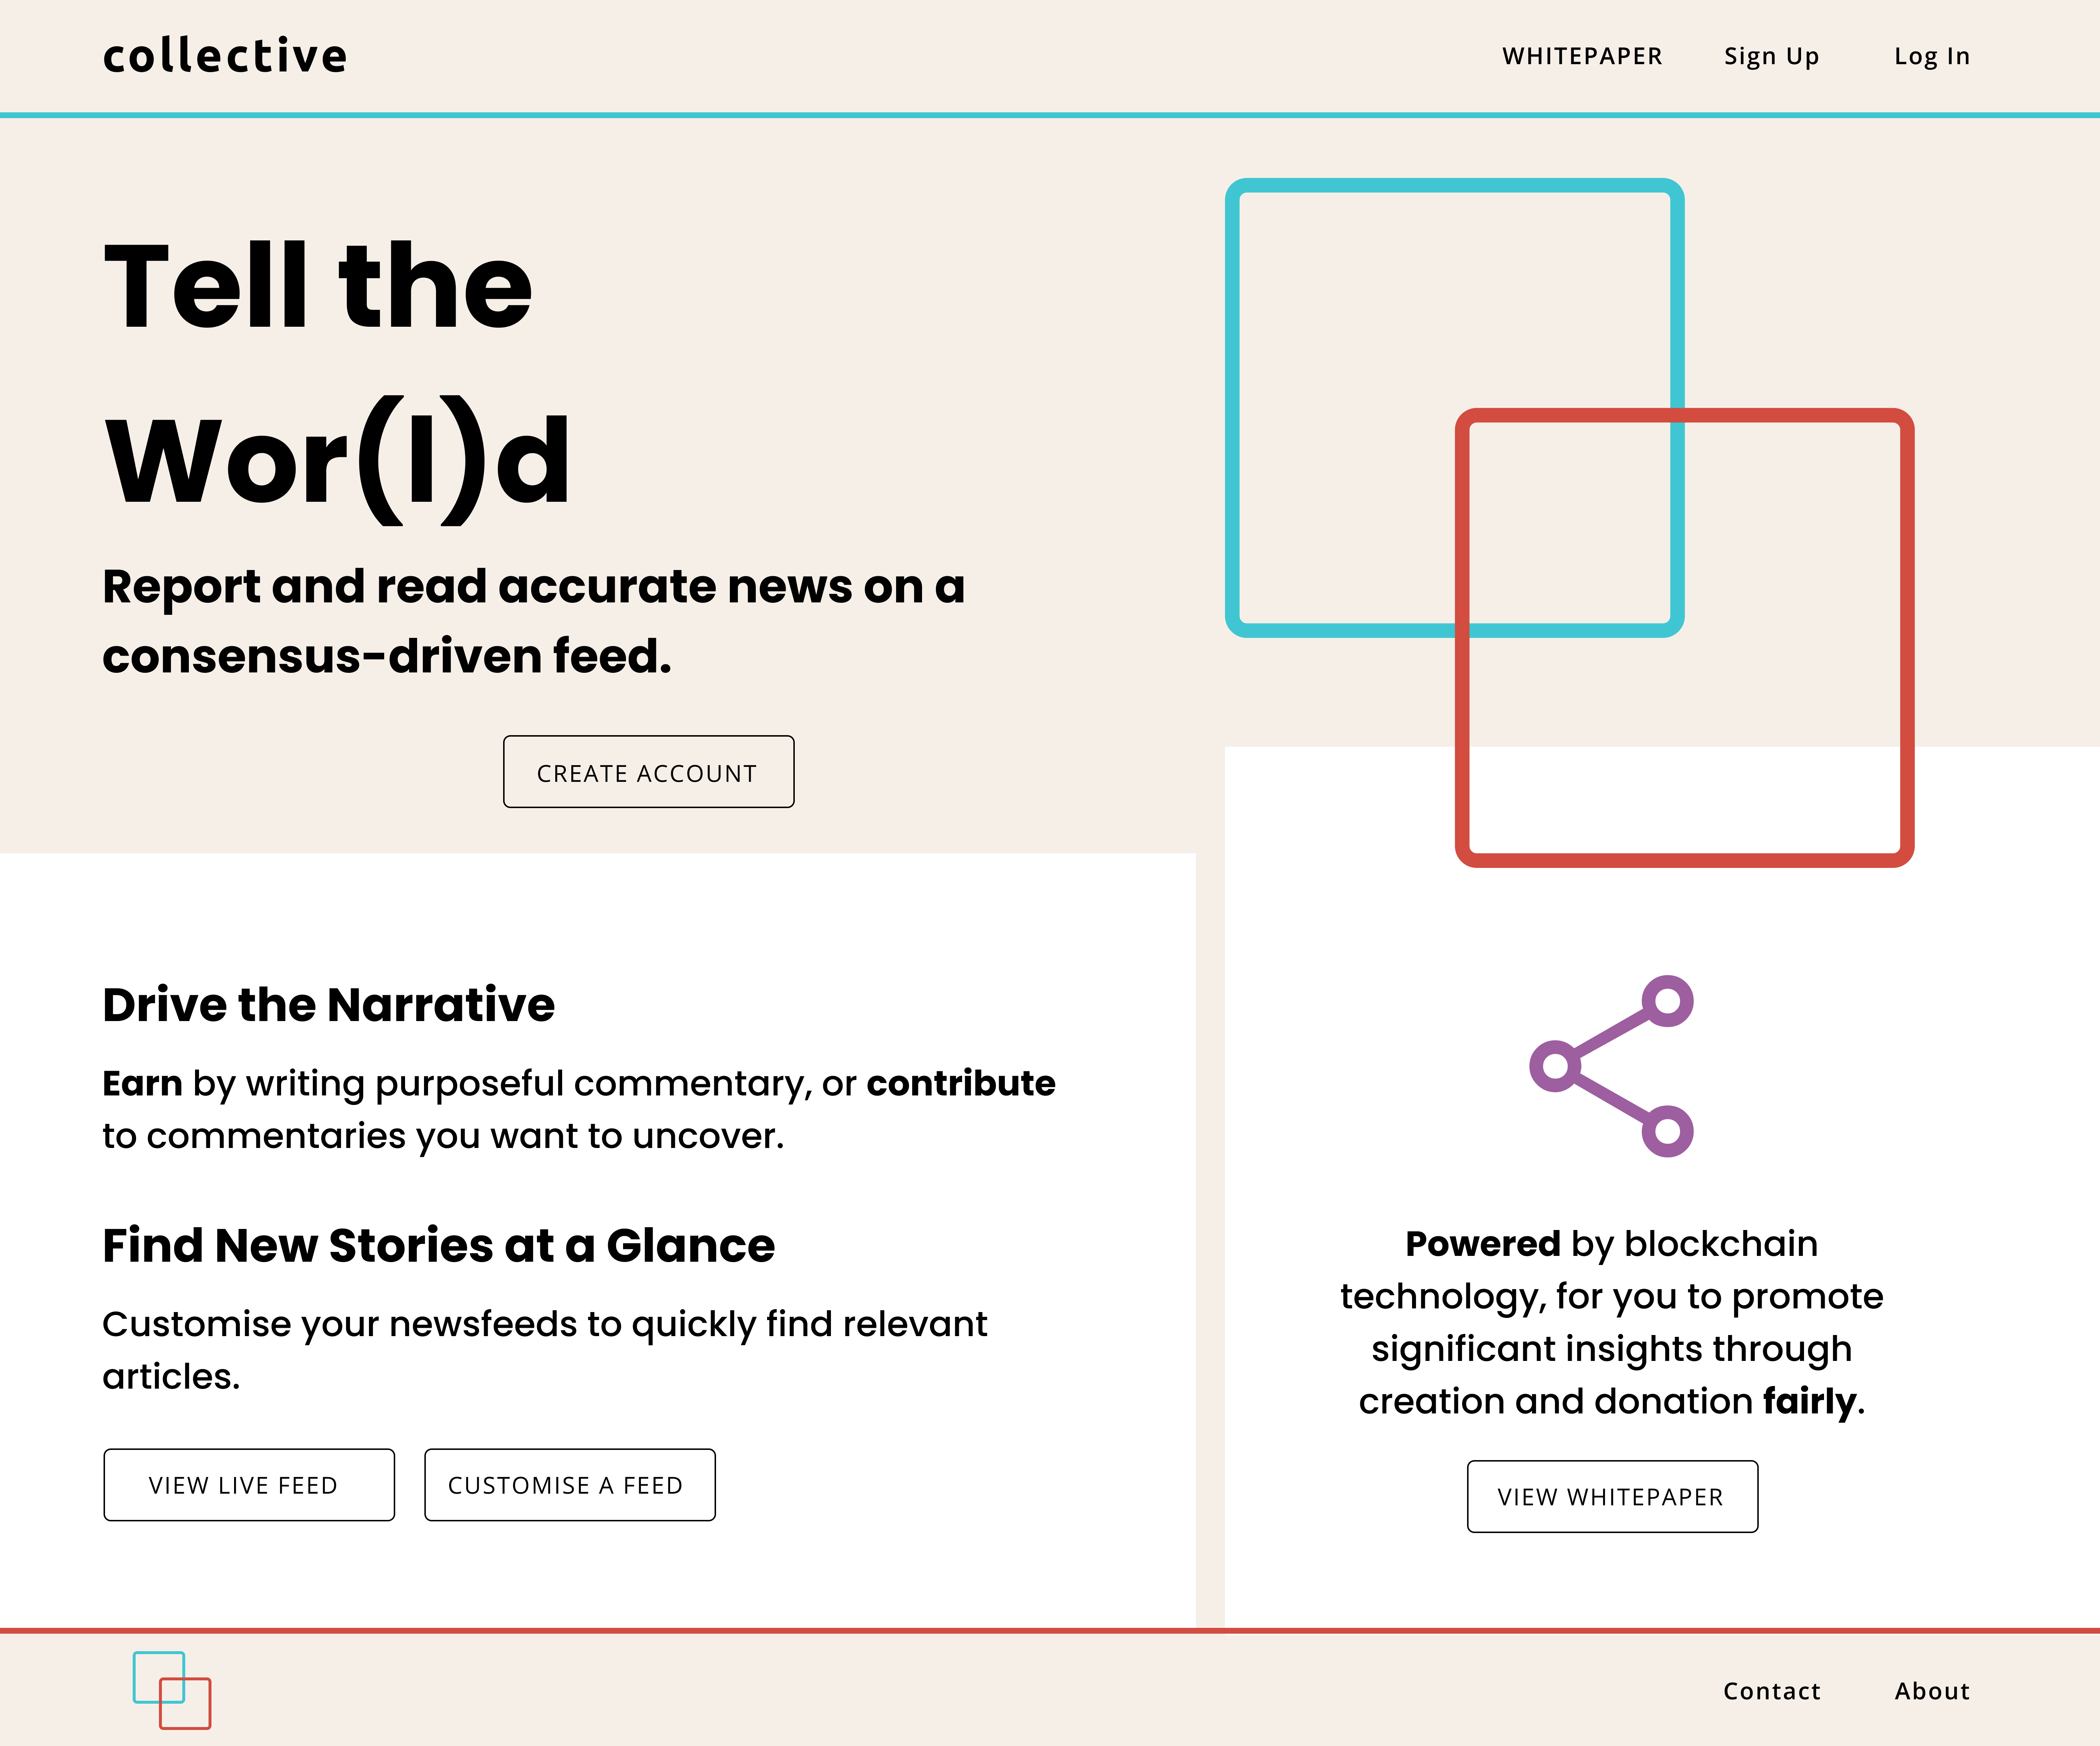 collective
WHITEPAPER
Sign Up
Log In
Tell the
Wor(l)d
Report and read accurate news on a
consensus-driven feed.
CREATE ACCOUNT
Drive the Narrative
Earn by writing purposeful commentary, or contribute
to commentaries you want to uncover.
Find New Stories at a Glance
Customise your newsfeeds to quickly find relevant
articles.
VIEW LIVE FEED
CUSTOMISE A FEED
Powered by blockchain
technology, for you to promote
significant insights through
creation and donation fairly.
VIEW WHITEPAPER
Contact
About